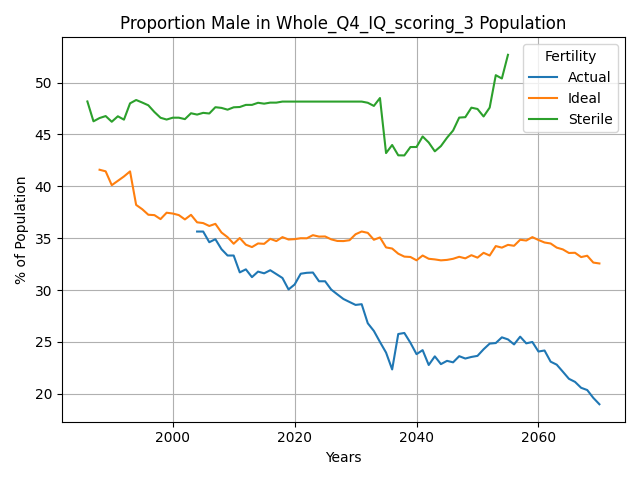 Proportion Male in Whole_Q4_IQ_scoring_3 Population
Fertility
Actual
Ideal
Sterile
% of Population
50
45
40
35
30
25
20
2000
2020
2040
2060
Years